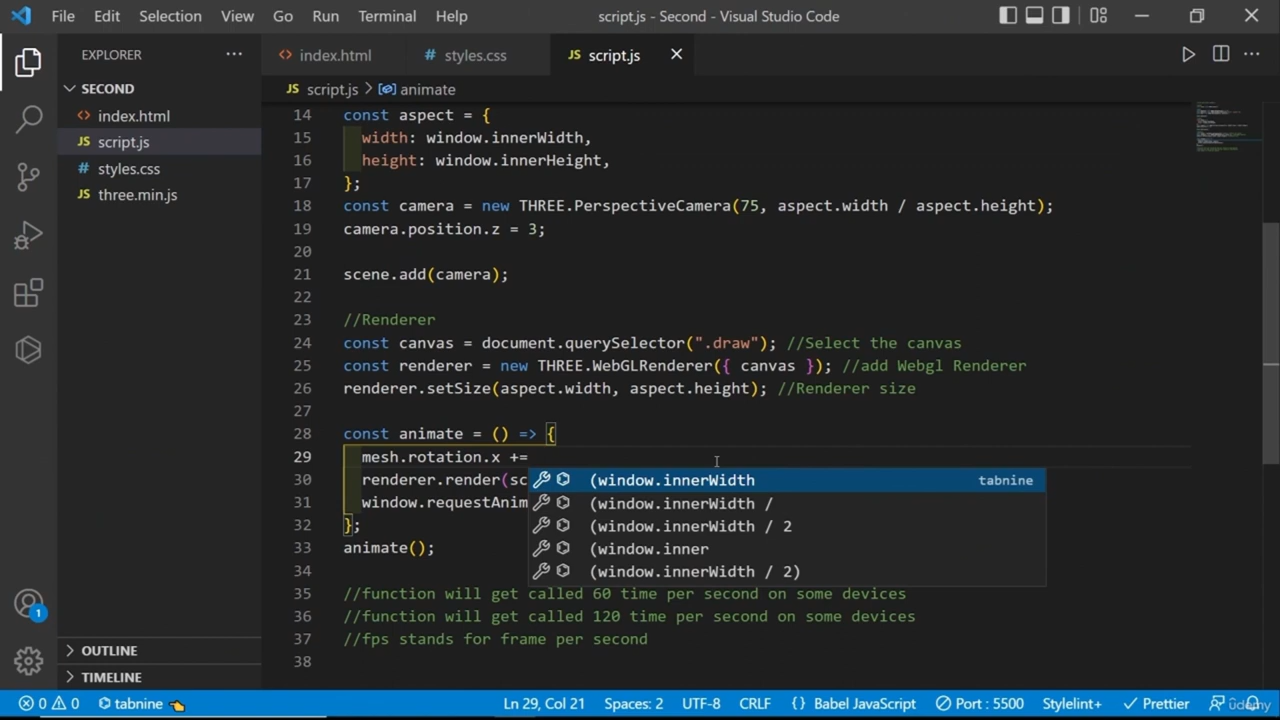 File Edit Selection View Go Run Terminal Help script.js - Second - Visual Studio Code
EXPLORER
index.html
styles.css
script.js
SECOND
index.html
script.js
styles.css
three.min.js
OUTLINE
TIMELINE
script.js > animate
14 const aspect = {
15 width: window.innerWidth,
16 height: window.innerHeight,
17 };
18 const camera = new THREE.PerspectiveCamera(75, aspect.width / aspect.height);
19 camera.position.z = 3;
20
21 scene.add(camera);
22
23 //Renderer
24 const canvas = document.querySelector(".draw"); //Select the canvas
25 const renderer = new THREE.WebGLRenderer({ canvas }); //add Webgl Renderer
26 renderer.setSize(aspect.width, aspect.height); //Renderer size
27
28 const animate = () => {
29 mesh.rotation.x +=
30 renderer.render(sc
31 window.requestAnim
32 };
33 animate();
34
35 //function will get called 60 time per second on some devices
36 //function will get called 120 time per second on some devices
37 //fps stands for frame per second
38
(window.innerWidth tabnine
(window.innerWidth /
(window.innerWidth / 2
(window.inner
(window.innerWidth / 2)
1
0 0 tabnine Ln 29, Col 21 Spaces: 2 UTF-8 CRLF {} Babel JavaScript Port : 5500 Stylelint+ Prettier
udemy